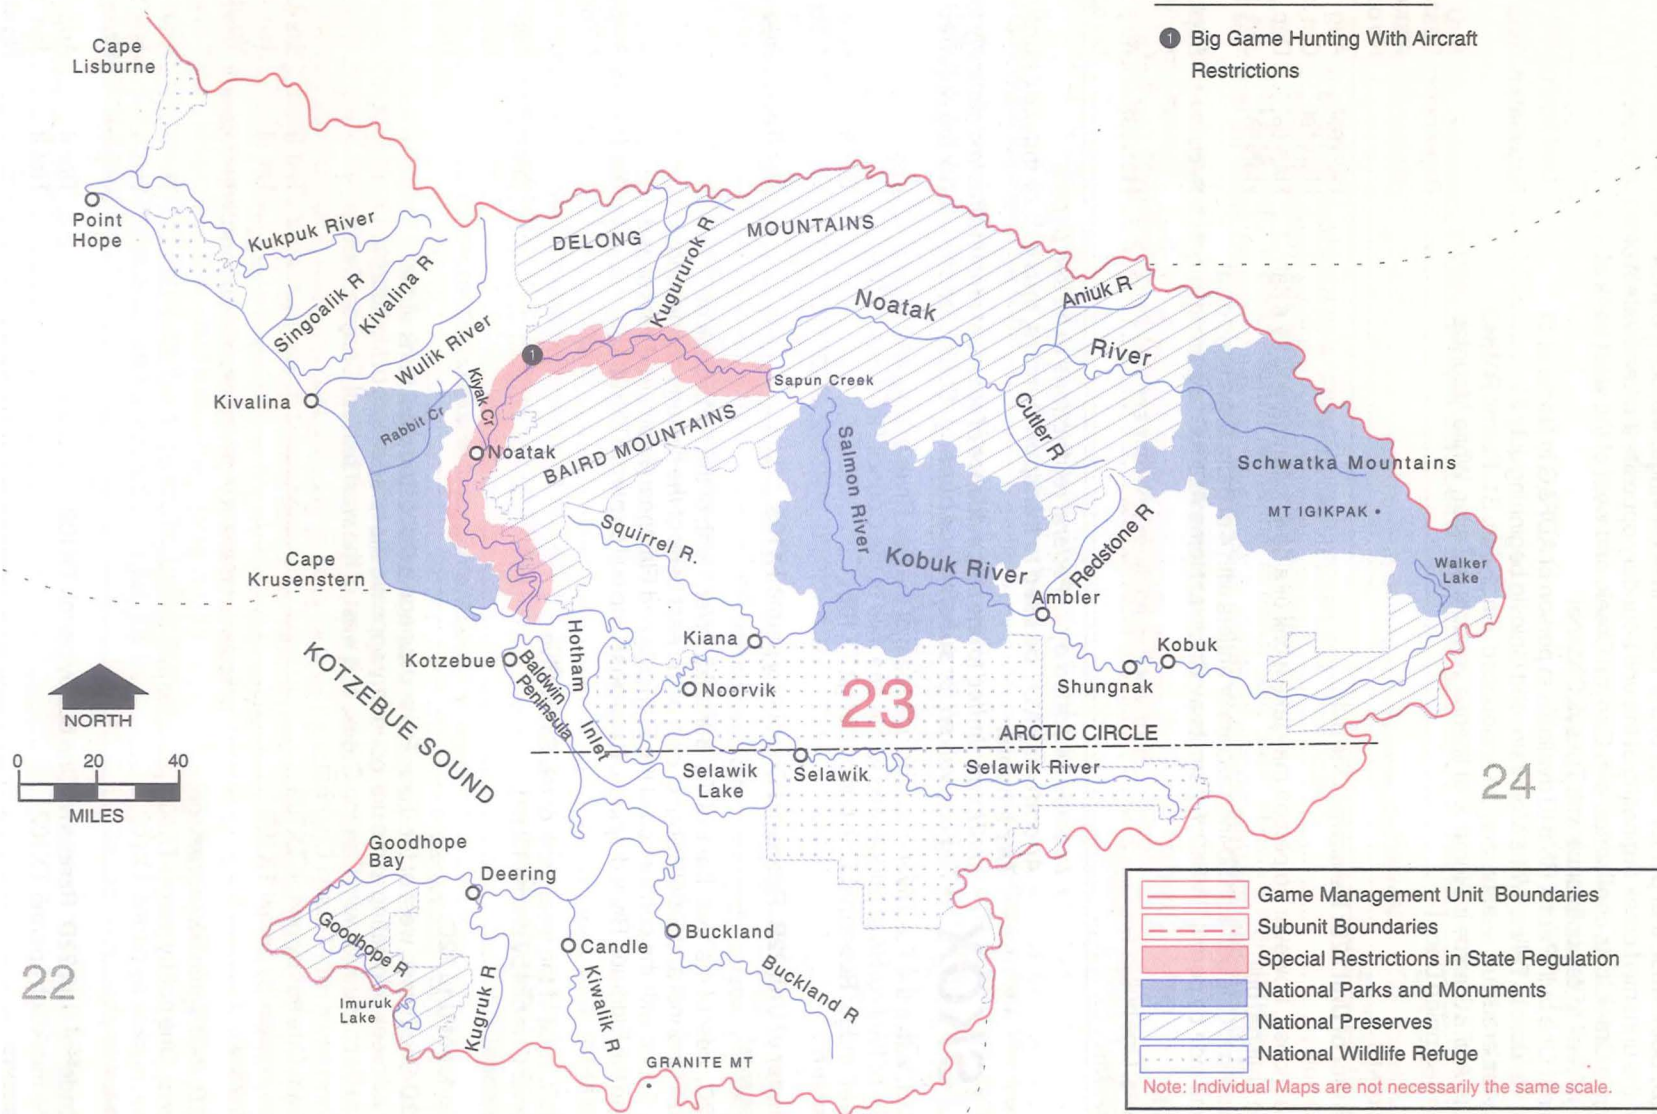 1 Big Game Hunting With Aircraft
Restrictions
Cape
Lisburne
Point
Hope
Kukpuk River
Singoalik R
Kivalina R
Wulik River
Kivalina
DELONG
MOUNTAINS
Kugururok R
Noatak
River
Aniuk R
1
Sapun Creek
Kiyak Cr
Rabbit Cr
Noatak
BAIRD MOUNTAINS
Salmon River
Cutler R
Schwatka Mountains
MT IGIKPAK
Squirrel R.
Kobuk River
Redstone R
Walker
Lake
Cape
Krusenstern
Ambler
Kiana
Kobuk
Shungnak
Kotzebue
Baldwin
Peninsula
Hotham
Inlet
Noorvik
23
KOTZEBUE SOUND
ARCTIC CIRCLE
Selawik
Lake
Selawik
Selawik River
24
NORTH
0 20 40
MILES
Goodhope
Bay
Deering
Goodhope R
Candle
Buckland
Buckland R
22
Imuruk
Lake
Kugruk R
Kiwalik R
GRANITE MT
Game Management Unit Boundaries
Subunit Boundaries
Special Restrictions in State Regulation
National Parks and Monuments
National Preserves
National Wildlife Refuge
Note: Individual Maps are not necessarily the same scale.